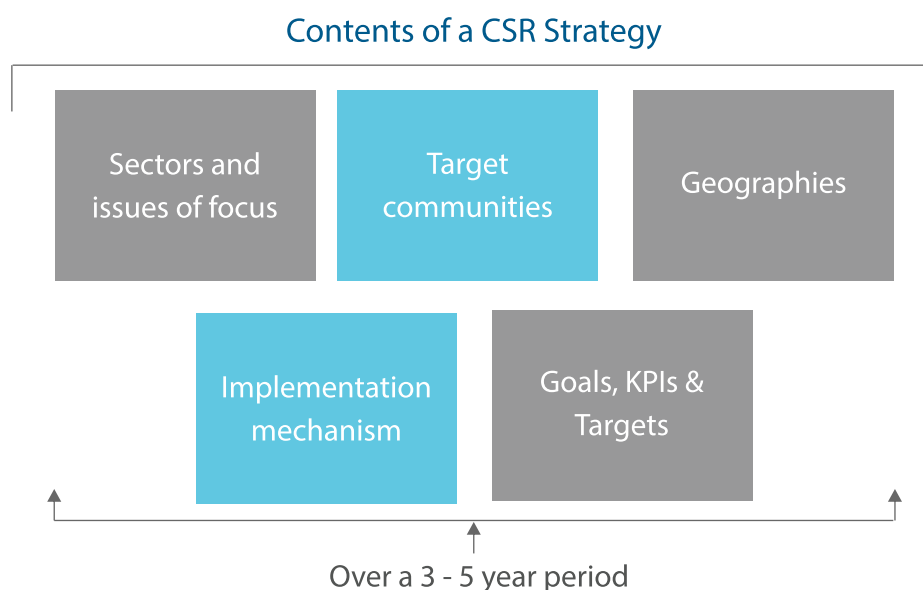 Contents of a CSR Strategy
Sectors and
issues of focus
Target
communities
Geographies
Implementation
mechanism
Goals, KPIs &
Targets
Over a 3 - 5 year period